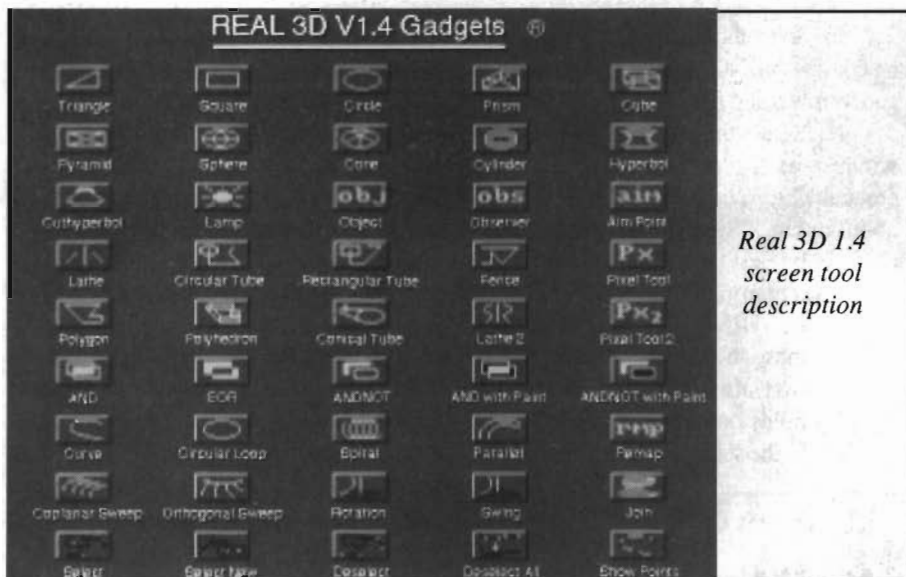 REAL 3D V1.4 Gadgets ®
Triangle Square Circle Prism Cube
Pyramid Sphere Cone Cylinder Hyperbol
obj obs aim
Cuthyperbol Lamp Object Observer Aim Point
Px
Lathe Circular Tube Rectangular Tube Fence Pixel Tool
Px2
Polygon Polyhedron Conical Tube Lathe 2 Pixel Tool 2
AND EOR ANDNOT AND with Paint ANDNOT with Paint
rmp
Curve Circular Loop Spiral Parallel Remap
Coplanar Sweep Orthogonal Sweep Rotation Swing Join
Select Select New Deselect Deselect All Show Points
Real 3D 1.4
screen tool
description